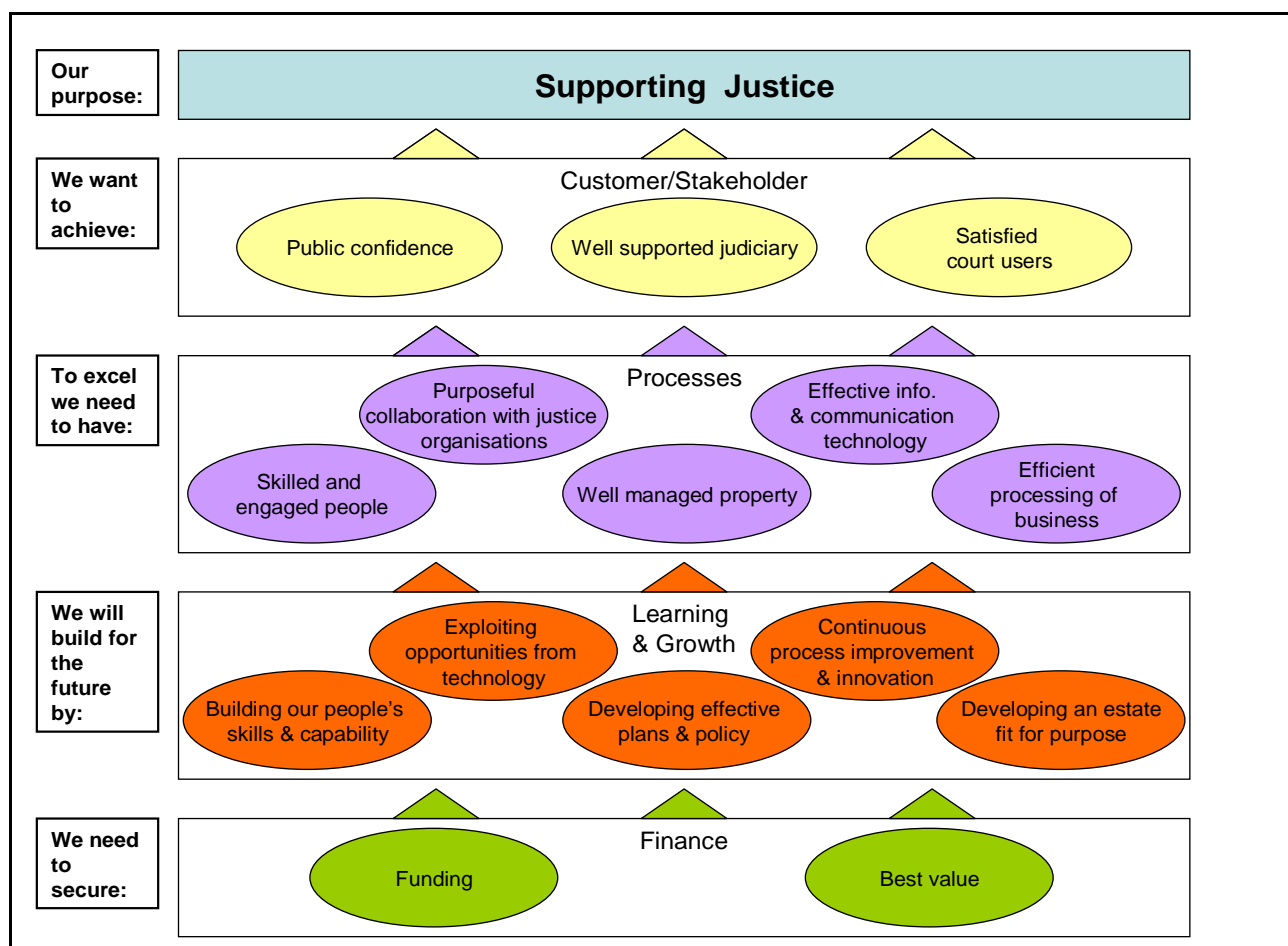 Our
purpose:
Supporting Justice
We want
to
achieve:
Customer/Stakeholder
Public confidence
Well supported judiciary
Satisfied
court users
To excel
we need
to have:
Processes
Purposeful
collaboration with justice
organisations
Effective info.
& communication
technology
Skilled and
engaged people
Well managed property
Efficient
processing of
business
We will
build for
the
future
by:
Learning
& Growth
Exploiting
opportunities from
technology
Continuous
process improvement
& innovation
Building our people's
skills & capability
Developing effective
plans & policy
Developing an estate
fit for purpose
We need
to
secure:
Finance
Funding
Best value